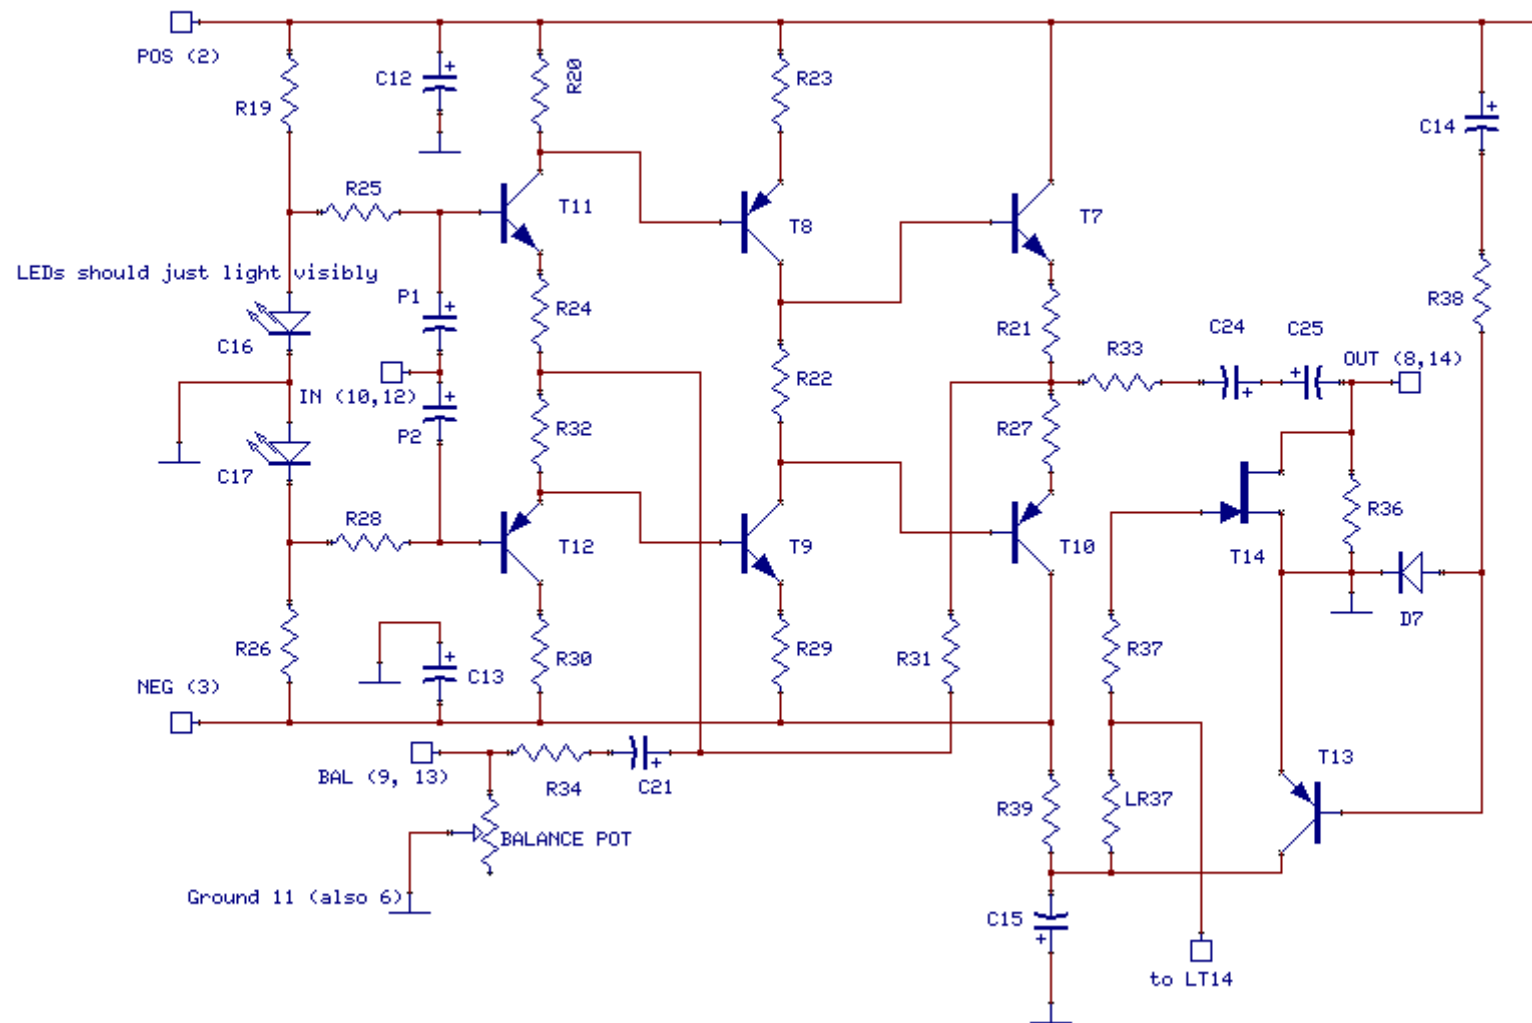 POS (2)
R19
C12
R20
R23
C14
R25
T11
T8
T7
LEDs should just light visibly
P1
R24
R21
R38
C16
C24
C25
R33
OUT (8,14)
IN (10,12)
R22
P2
R32
R27
C17
R28
T12
T9
T10
R36
T14
D7
R26
C13
R30
R29
R31
R37
NEG (3)
BAL (9, 13)
R34
C21
T13
R39
LR37
BALANCE POT
Ground 11 (also 6)
C15
to LT14